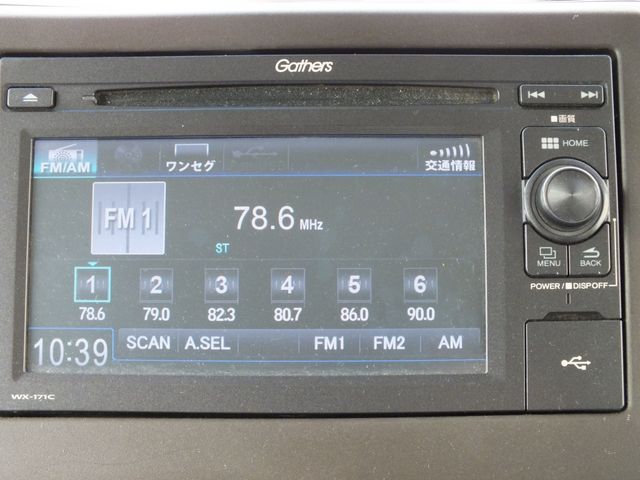 Gathers
■画質
HOME
FM/AM
ワンセグ
交通情報
FM 1
78.6 MHz
ST
1 2 3 4 5 6
78.6 79.0 82.3 80.7 86.0 90.0
MENU BACK
POWER/■DISP OFF
10:39 SCAN A.SEL FM1 FM2 AM
WX-171C